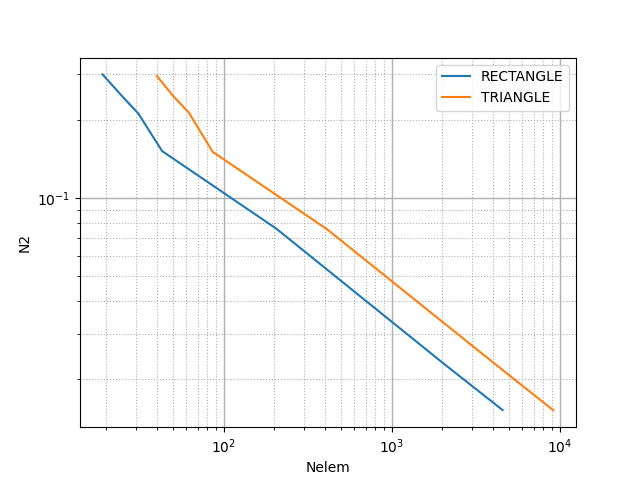 RECTANGLE
TRIANGLE
10⁻¹
N2
10² 10³ 10⁴
Nelem